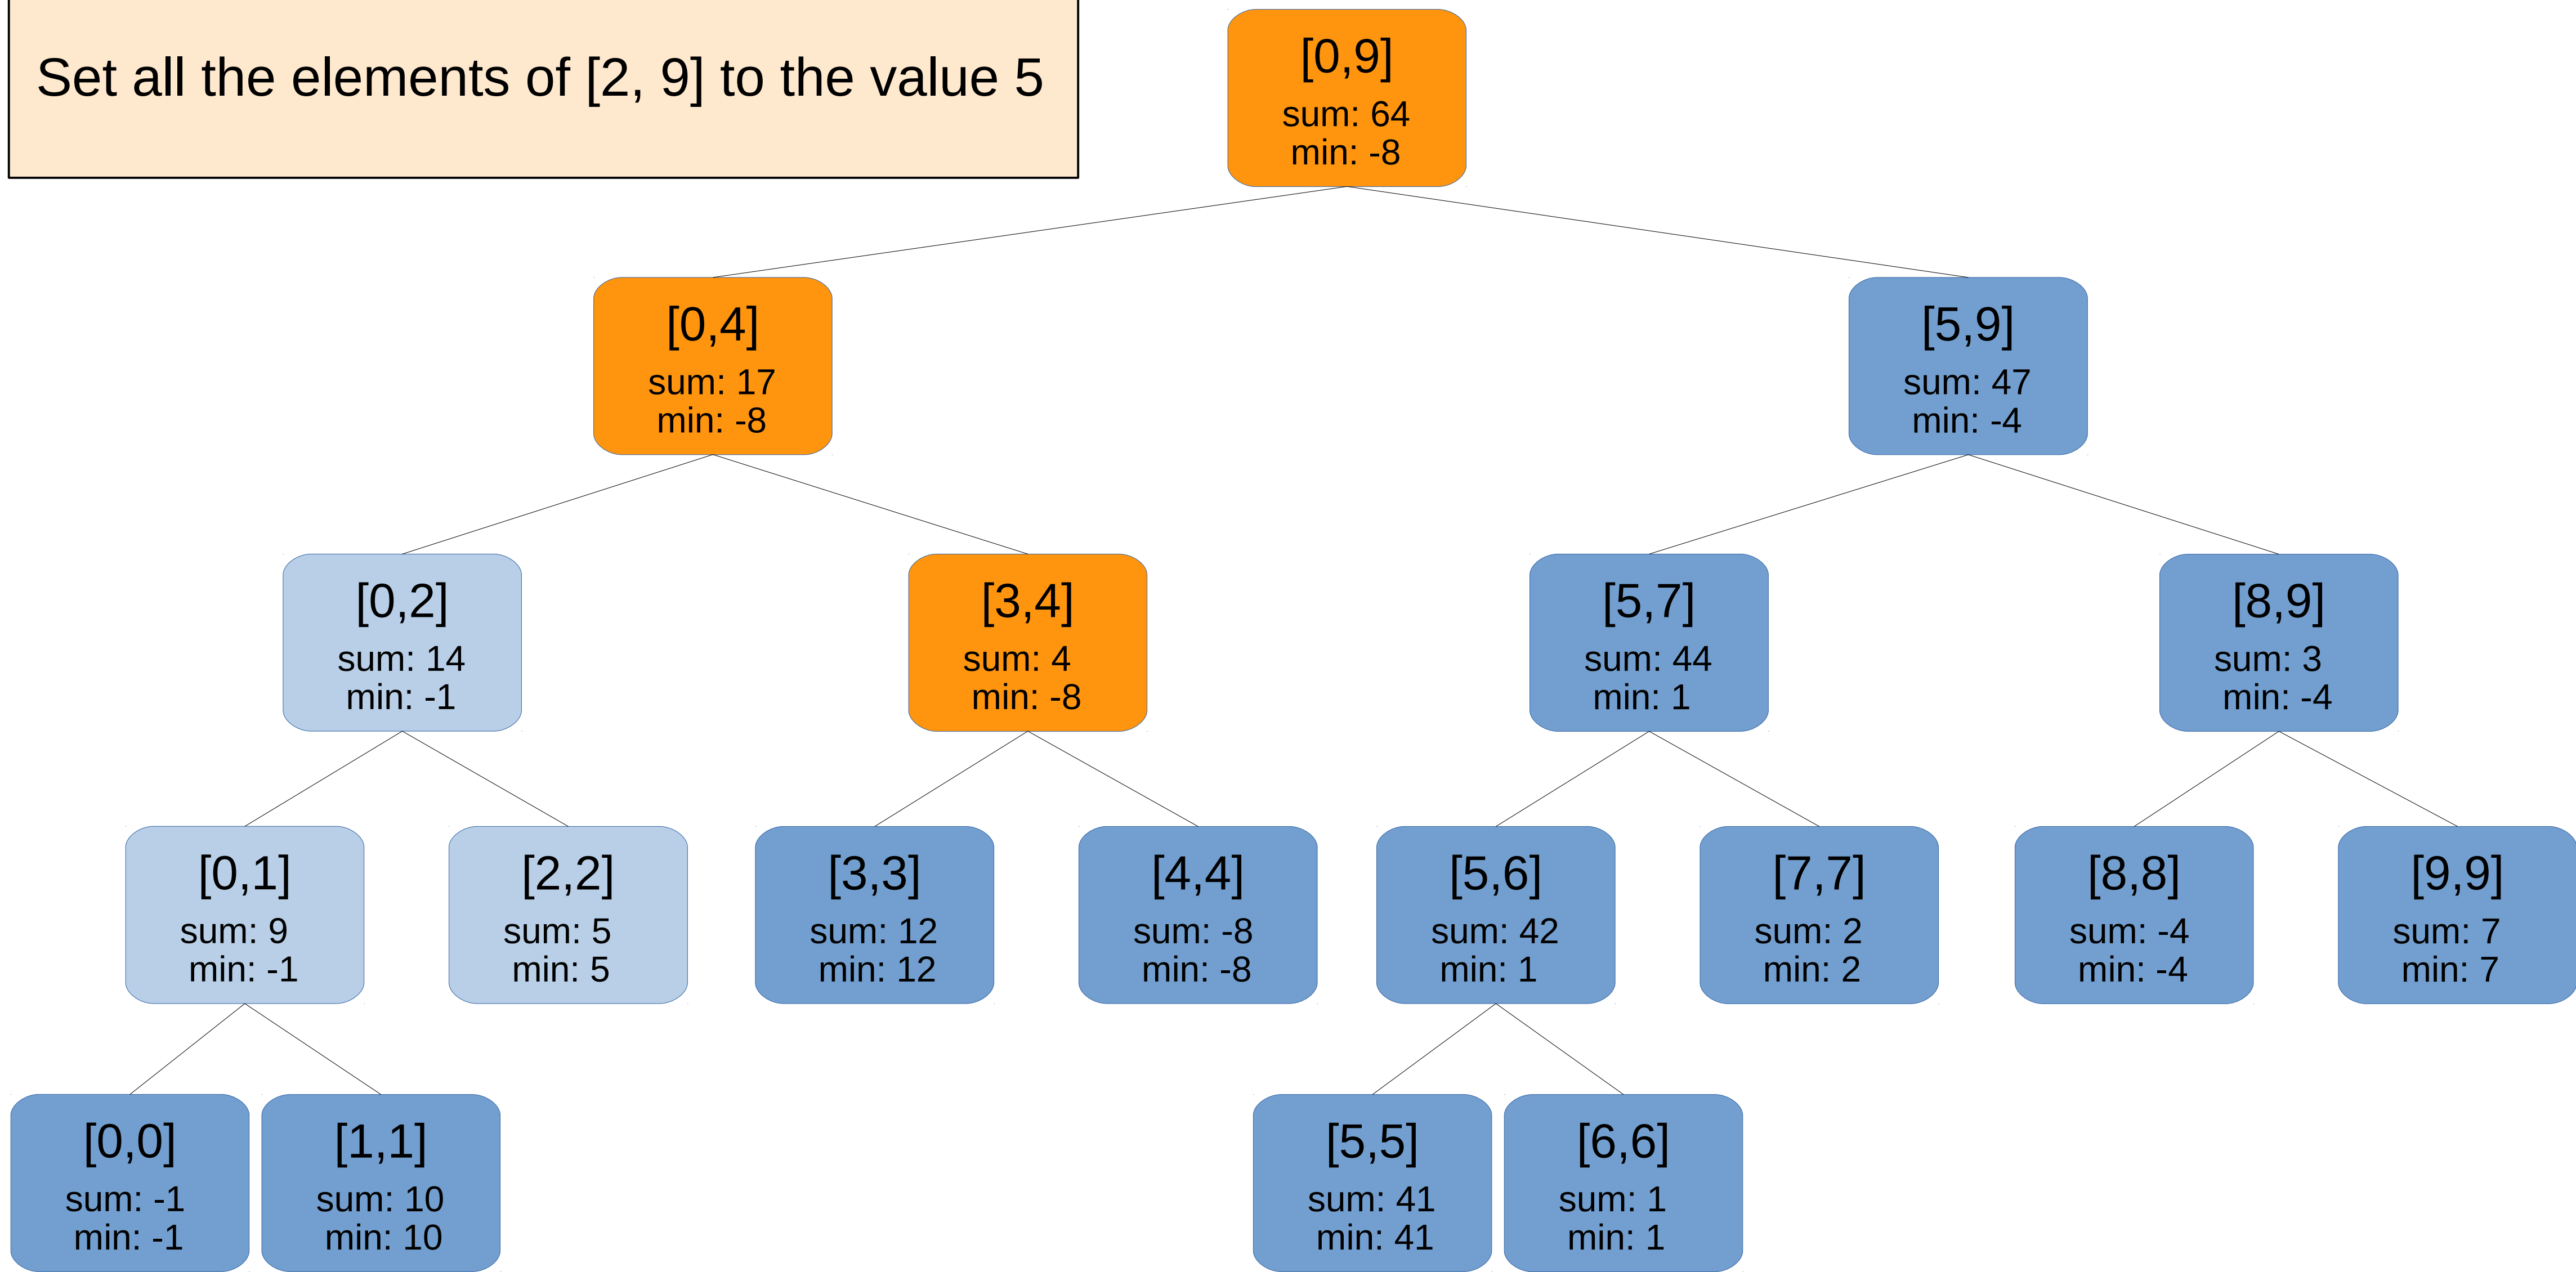 Set all the elements of [2, 9] to the value 5
[0,9]
sum: 64
min: -8
[0,4]
sum: 17
min: -8
[5,9]
sum: 47
min: -4
[0,2]
sum: 14
min: -1
[3,4]
sum: 4
min: -8
[5,7]
sum: 44
min: 1
[8,9]
sum: 3
min: -4
[0,1]
sum: 9
min: -1
[2,2]
sum: 5
min: 5
[3,3]
sum: 12
min: 12
[4,4]
sum: -8
min: -8
[5,6]
sum: 42
min: 1
[7,7]
sum: 2
min: 2
[8,8]
sum: -4
min: -4
[9,9]
sum: 7
min: 7
[0,0]
sum: -1
min: -1
[1,1]
sum: 10
min: 10
[5,5]
sum: 41
min: 41
[6,6]
sum: 1
min: 1